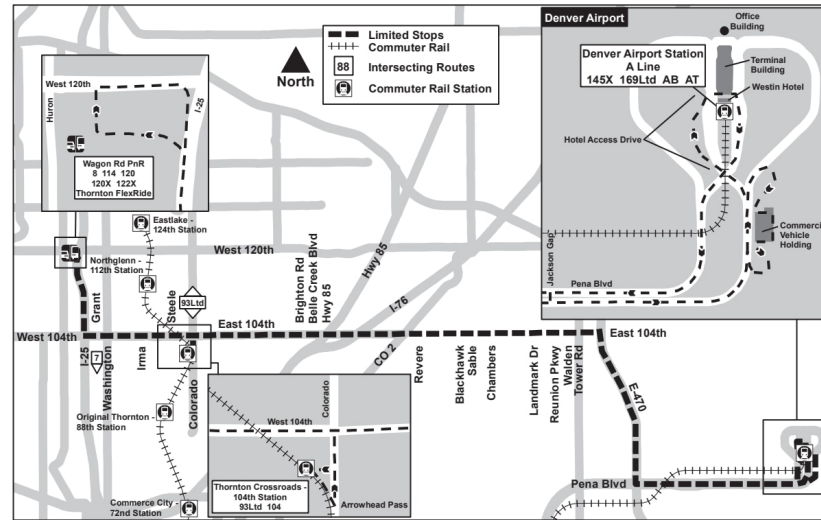 Limited Stops
Commuter Rail
88 Intersecting Routes
Commuter Rail Station
North
West 120th
Huron
I-25
Wagon Rd PnR
8 114 120
120X 122X
Thornton FlexRide
Eastlake -
124th Station
West 120th
Northglenn -
112th Station
Grant
Steele
93Ltd
Brighton Rd
Belle Creek Blvd
Hwy 85
Hwy 85
I-76
West 104th
East 104th
East 104th
I-25
7
Washington
Irma
Colorado
CO 2
Revere
Blackhawk
Sable
Chambers
Landmark Dr
Reunion Pkwy
Walden
Tower Rd
E-470
Original Thornton -
88th Station
Commerce City -
72nd Station
Colorado
West 104th
Thornton Crossroads -
104th Station
93Ltd 104
Arrowhead Pass
Pena Blvd
Denver Airport
Office
Building
Denver Airport Station
A Line
145X 169Ltd AB AT
Terminal
Building
Westin Hotel
Hotel Access Drive
Vehicle
Holding
Jackson Gap
Pena Blvd